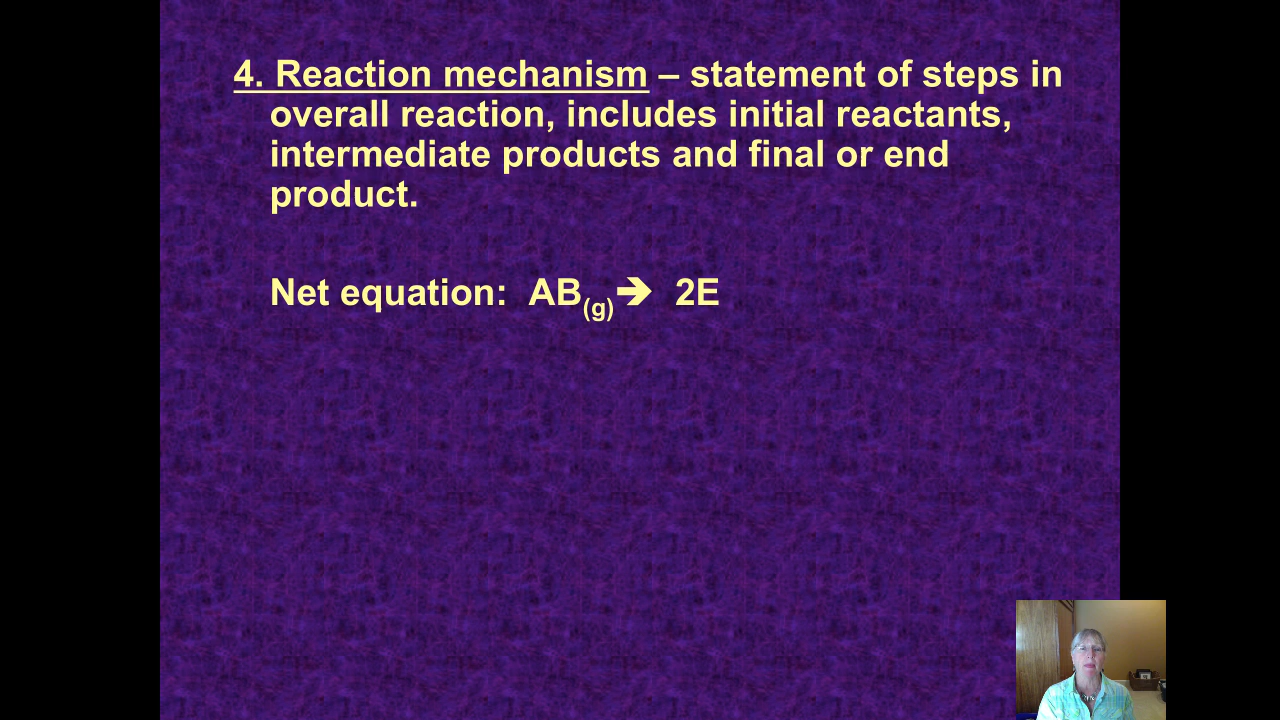 4. Reaction mechanism – statement of steps in
overall reaction, includes initial reactants,
intermediate products and final or end
product.
Net equation: AB(g)➔ 2E